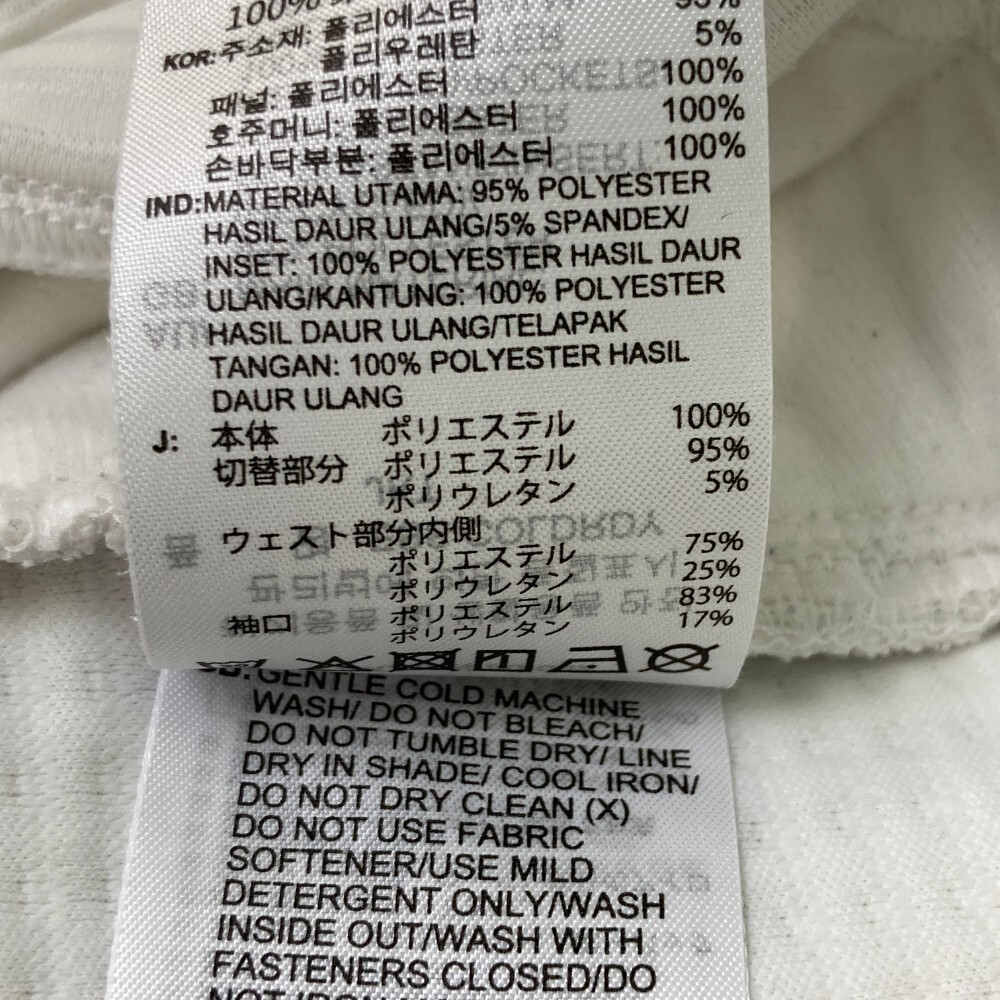 100%
95%
KOR:주소재: 폴리에스터
폴리우레탄 5%
패널: 폴리에스터 100%
호주머니: 폴리에스터 100%
손바닥부분: 폴리에스터 100%
IND:MATERIAL UTAMA: 95% POLYESTER
HASIL DAUR ULANG/5% SPANDEX/
INSET: 100% POLYESTER HASIL DAUR
ULANG/KANTUNG: 100% POLYESTER
HASIL DAUR ULANG/TELAPAK
TANGAN: 100% POLYESTER HASIL
DAUR ULANG
J: 本体 ポリエステル 100%
切替部分 ポリエステル 95%
ポリウレタン 5%
ウェスト部分内側
ポリエステル 75%
ポリウレタン 25%
袖口 ポリエステル 83%
ポリウレタン 17%
GENTLE COLD MACHINE
WASH/ DO NOT BLEACH/
DO NOT TUMBLE DRY/ LINE
DRY IN SHADE/ COOL IRON/
DO NOT DRY CLEAN (X)
DO NOT USE FABRIC
SOFTENER/USE MILD
DETERGENT ONLY/WASH
INSIDE OUT/WASH WITH
FASTENERS CLOSED/DO
NOT IRON